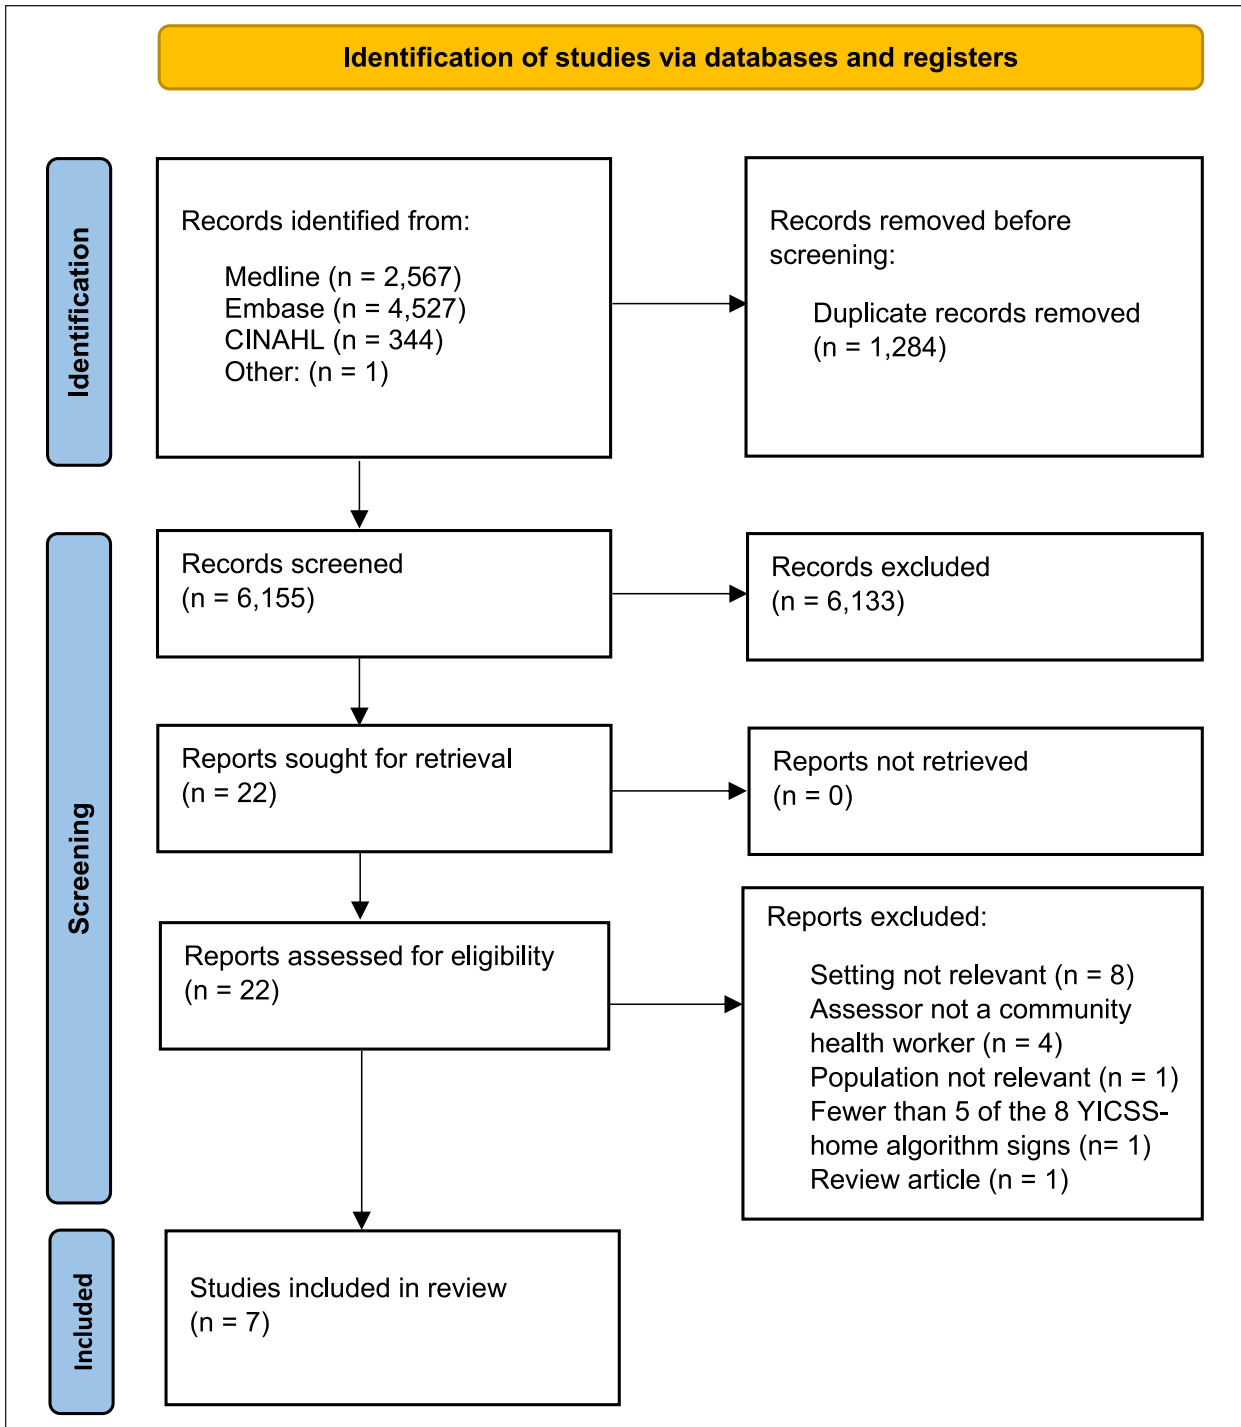 Identification of studies via databases and registers
Identification
Records identified from:
Medline (n = 2,567)
Embase (n = 4,527)
CINAHL (n = 344)
Other: (n = 1)
Records removed before
screening:
Duplicate records removed
(n = 1,284)
Screening
Records screened
(n = 6,155)
Records excluded
(n = 6,133)
Reports sought for retrieval
(n = 22)
Reports not retrieved
(n = 0)
Reports assessed for eligibility
(n = 22)
Reports excluded:
Setting not relevant (n = 8)
Assessor not a community
health worker (n = 4)
Population not relevant (n = 1)
Fewer than 5 of the 8 YICSS-
home algorithm signs (n= 1)
Review article (n = 1)
Included
Studies included in review
(n = 7)